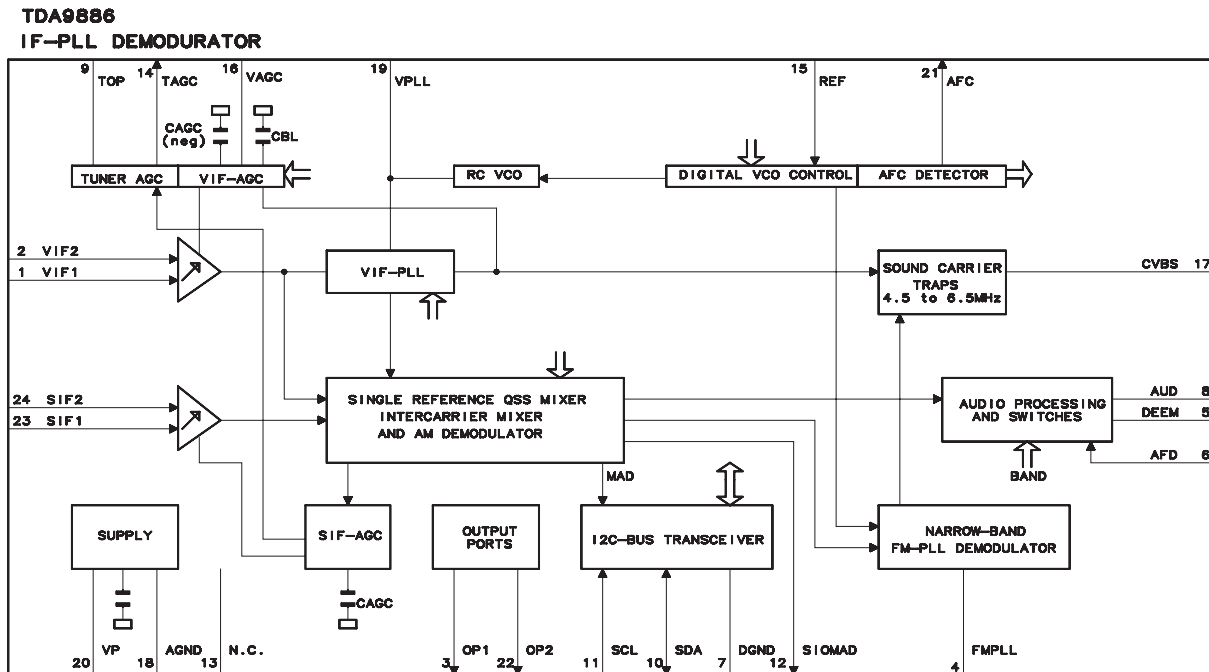 TDA9886
IF-PLL DEMODURATOR
9 TOP
14 TAGC
16 VAGC
19 VPLL
15 REF
21 AFC
CAGC
(neg)
CBL
TUNER AGC
VIF-AGC
RC VCO
DIGITAL VCO CONTROL
AFC DETECTOR
2 VIF2
1 VIF1
VIF-PLL
SOUND CARRIER
TRAPS
4.5 to 6.5MHz
CVBS 17
24 SIF2
23 SIF1
SINGLE REFERENCE QSS MIXER
INTERCARRIER MIXER
AND AM DEMODULATOR
AUDIO PROCESSING
AND SWITCHES
AUD 8
DEEM 5
AFD 6
MAD
BAND
SUPPLY
SIF-AGC
OUTPUT
PORTS
I2C-BUS TRANSCEIVER
NARROW-BAND
FM-PLL DEMODULATOR
CAGC
20 VP
18 AGND
13 N.C.
3 OP1
22 OP2
11 SCL
10 SDA
7 DGND
12 SIOMAD
4 FMPLL